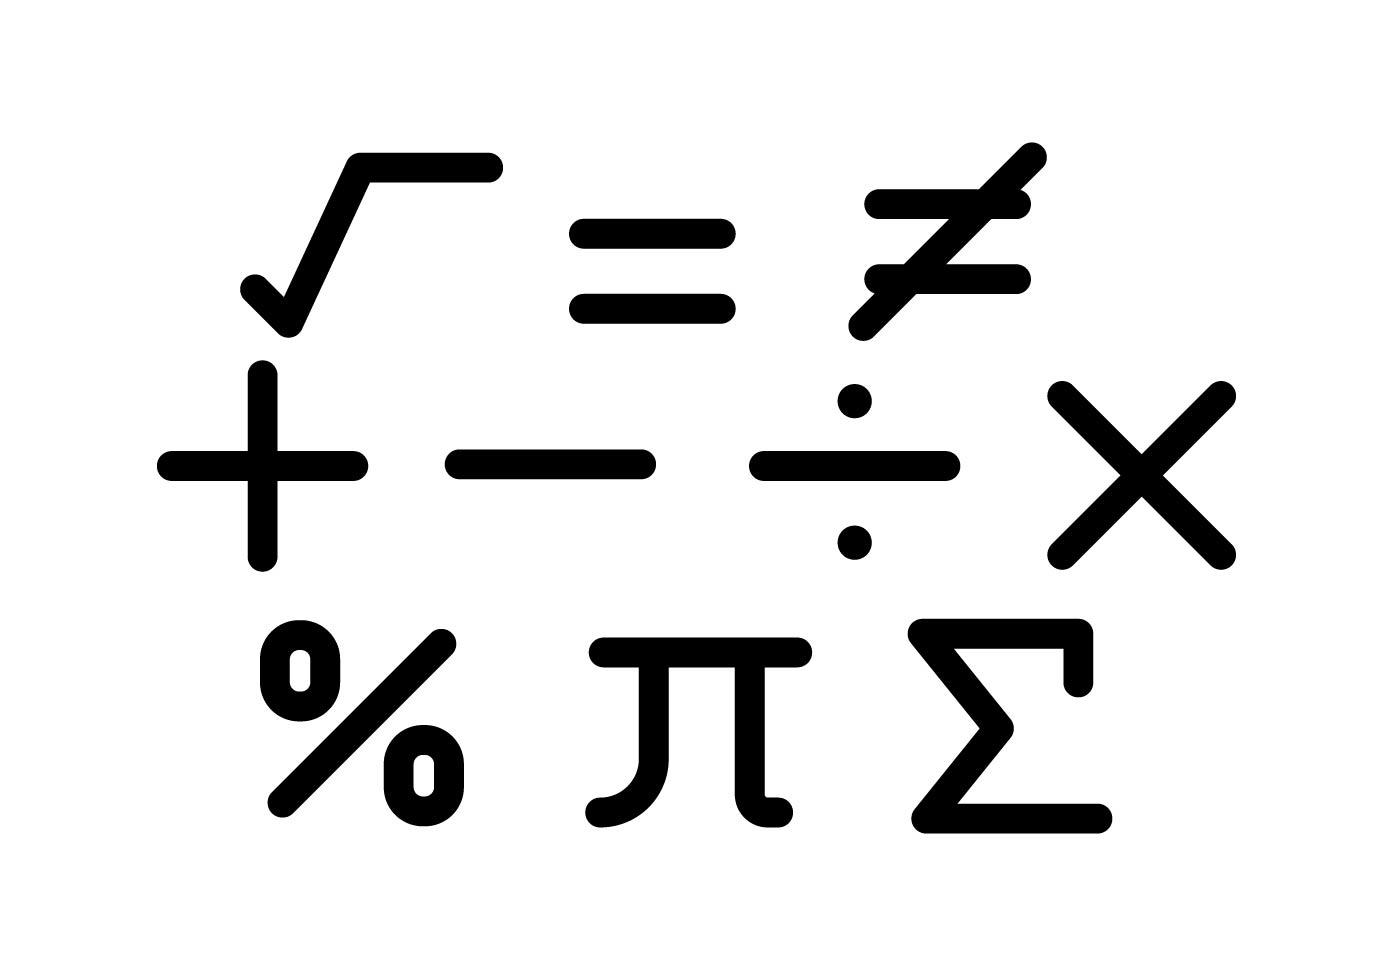 √ = ≠
+ − ÷ ×
% π Σ